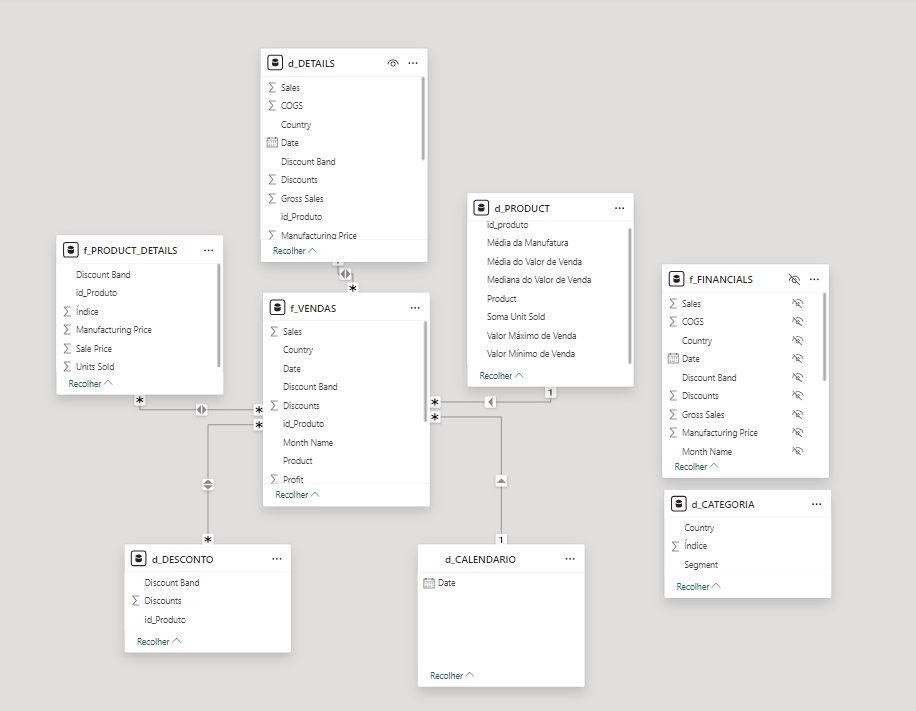 d_DETAILS
Sales
COGS
Country
Date
Discount Band
Discounts
Gross Sales
id_Produto
Manufacturing Price
Recolher
f_PRODUCT_DETAILS
Discount Band
id_Produto
Índice
Manufacturing Price
Sale Price
Units Sold
Recolher
d_PRODUCT
id_produto
Média da Manufatura
Média do Valor de Venda
Mediana do Valor de Venda
Product
Soma Unit Sold
Valor Máximo de Venda
Valor Mínimo de Venda
Recolher
1
f_VENDAS
Sales
Country
Date
Discount Band
Discounts
id_Produto
Month Name
Product
Profit
Recolher
*
*
*
*
*
*
*
f_FINANCIALS
Sales
COGS
Country
Date
Discount Band
Discounts
Gross Sales
Manufacturing Price
Month Name
Recolher
d_CATEGORIA
Country
Índice
Segment
Recolher
d_DESCONTO
Discount Band
Discounts
id_Produto
Recolher
1
d_CALENDARIO
Date
Recolher